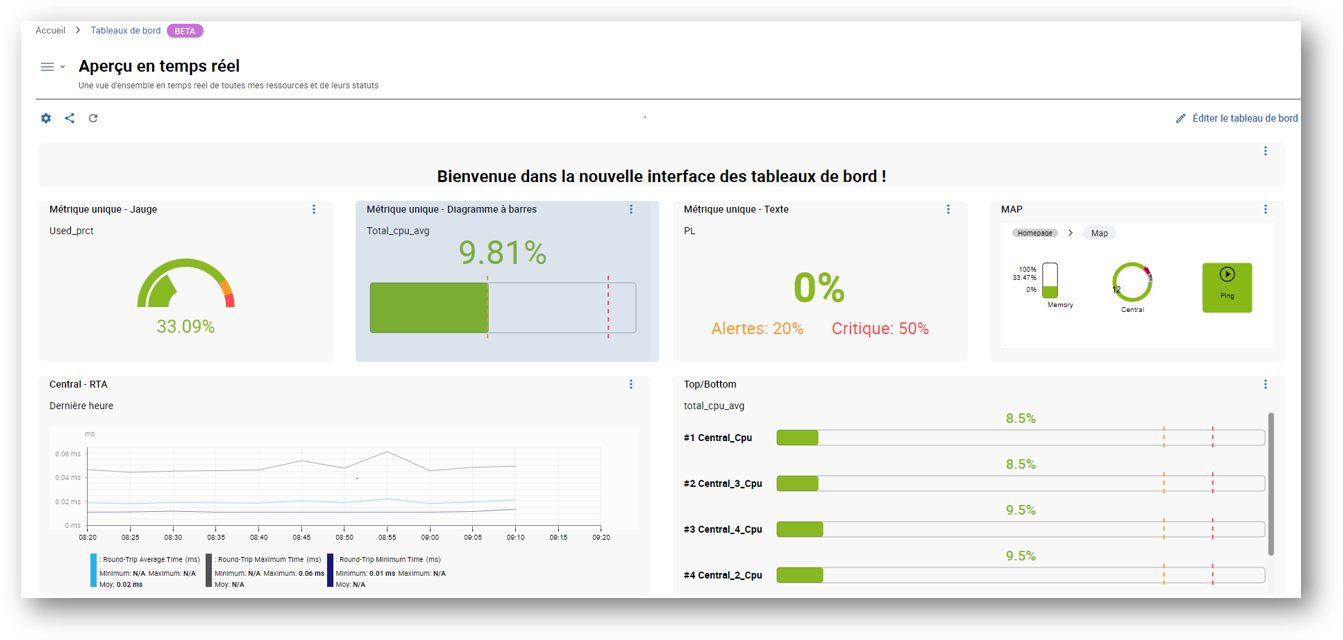 Accueil > Tableaux de bord BETA
Aperçu en temps réel
Une vue d'ensemble en temps réel de toutes mes ressources et de leurs statuts
Éditer le tableau de bord
Bienvenue dans la nouvelle interface des tableaux de bord !
Métrique unique - Jauge
Used_prct
33.09%
Métrique unique - Diagramme à barres
Total_cpu_avg
9.81%
Métrique unique - Texte
PL
0%
Alertes: 20% Critique: 50%
MAP
Homepage > Map
100%
33.47%
0%
Memory
12
1
Central
Ping
Central - RTA
Dernière heure
ms
0.06 ms
0.04 ms
0.02 ms
0 ms
08:20 08:25 08:30 08:35 08:40 08:45 08:50 08:55 09:00 09:05 09:10 09:15 09:20
: Round-Trip Average Time (ms)
Minimum: N/A Maximum: N/A
Moy: 0.02 ms
: Round-Trip Maximum Time (ms)
Minimum: N/A Maximum: 0.06 ms
Moy: N/A
: Round-Trip Minimum Time (ms)
Minimum: 0.01 ms Maximum: N/A
Moy: N/A
Top/Bottom
total_cpu_avg
8.5%
#1 Central_Cpu
8.5%
#2 Central_3_Cpu
9.5%
#3 Central_4_Cpu
9.5%
#4 Central_2_Cpu